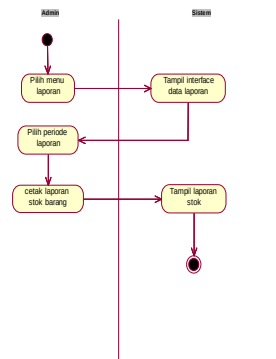 Admin
Sistem
Pilih menu
laporan
Tampil interface
data laporan
Pilih periode
laporan
cetak laporan
stok barang
Tampil laporan
stok